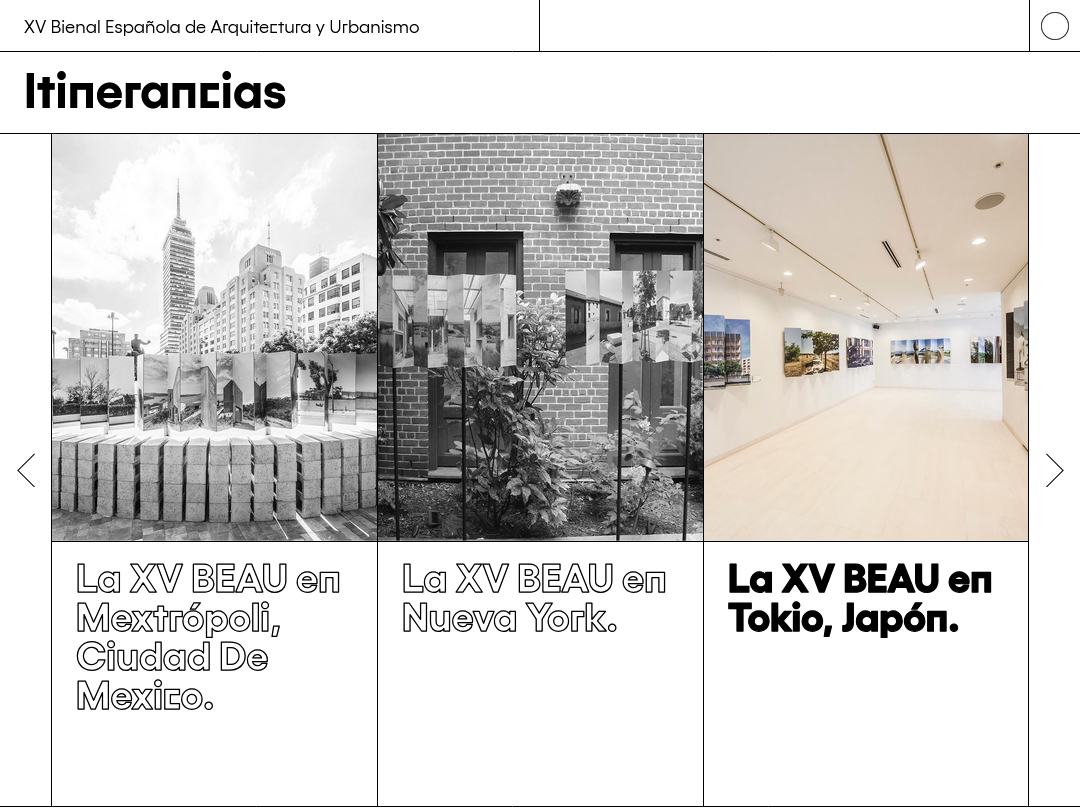 XV Bienal Española de Arquitectura y Urbanismo
Itinerancias
La XV BEAU en
Mextrópoli,
Ciudad De
Mexico.
La XV BEAU en
Nueva York.
La XV BEAU en
Tokio, Japón.